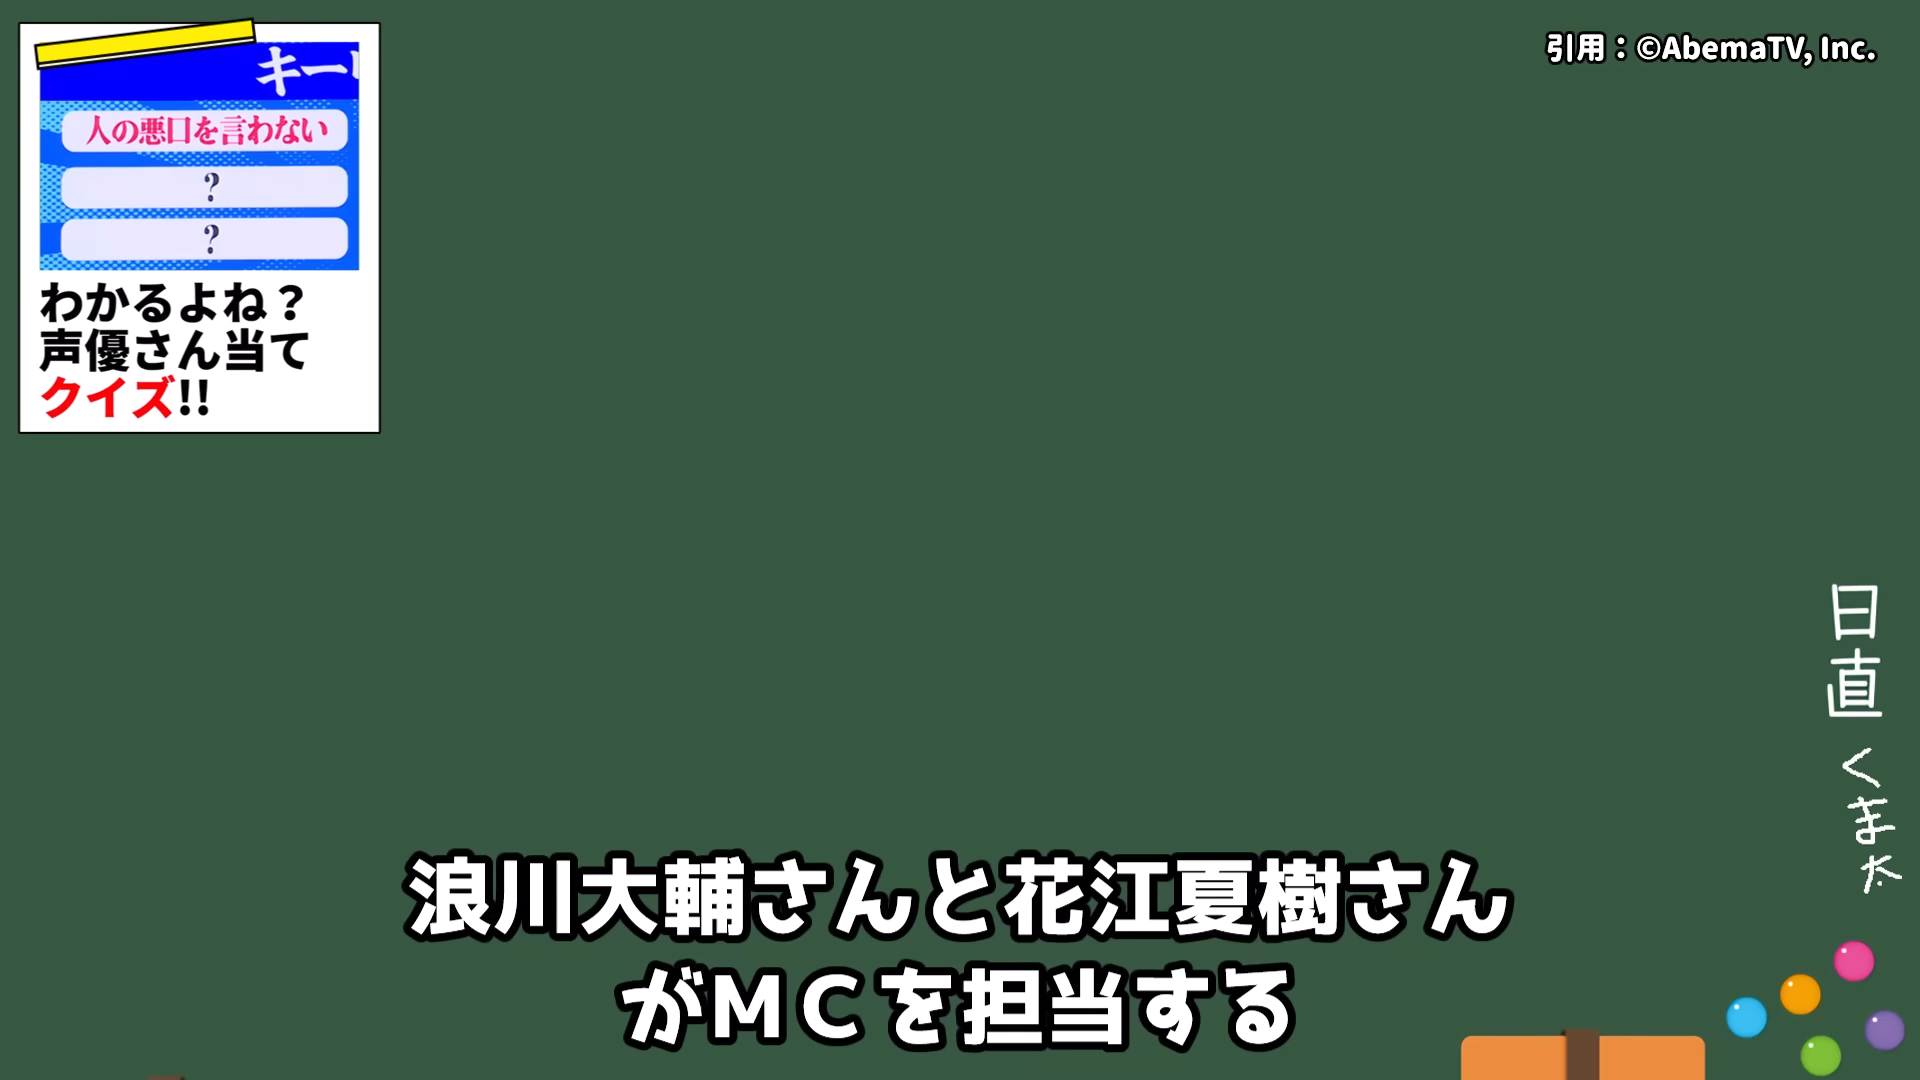 キー
人の悪口を言わない
?
?
わかるよね？
声優さん当て
クイズ!!
引用：©AbemaTV, Inc.
日直
くま太
浪川大輔さんと花江夏樹さん
がＭＣを担当する